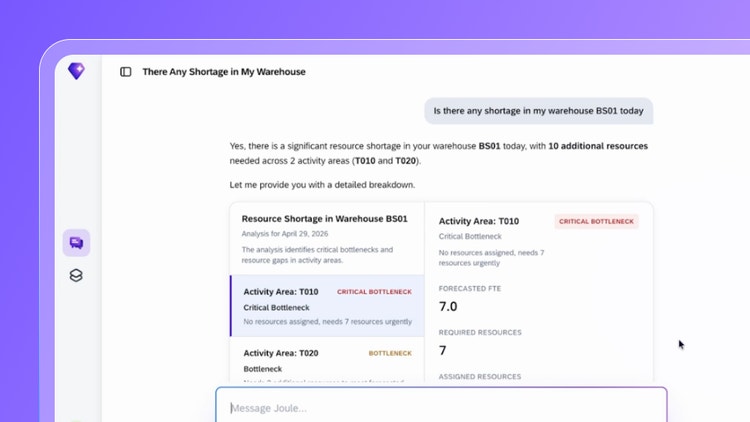 There Any Shortage in My Warehouse
Is there any shortage in my warehouse BS01 today
Yes, there is a significant resource shortage in your warehouse BS01 today, with 10 additional resources
needed across 2 activity areas (T010 and T020).
Let me provide you with a detailed breakdown.
Resource Shortage in Warehouse BS01
Analysis for April 29, 2026
The analysis identifies critical bottlenecks and
resource gaps in activity areas.
Activity Area: T010 CRITICAL BOTTLENECK
Critical Bottleneck
No resources assigned, needs 7 resources urgently
Activity Area: T020 BOTTLENECK
Bottleneck
Activity Area: T010 CRITICAL BOTTLENECK
Critical Bottleneck
No resources assigned, needs 7
resources urgently
FORECASTED FTE
7.0
REQUIRED RESOURCES
7
ASSIGNED RESOURCES
Message Joule...